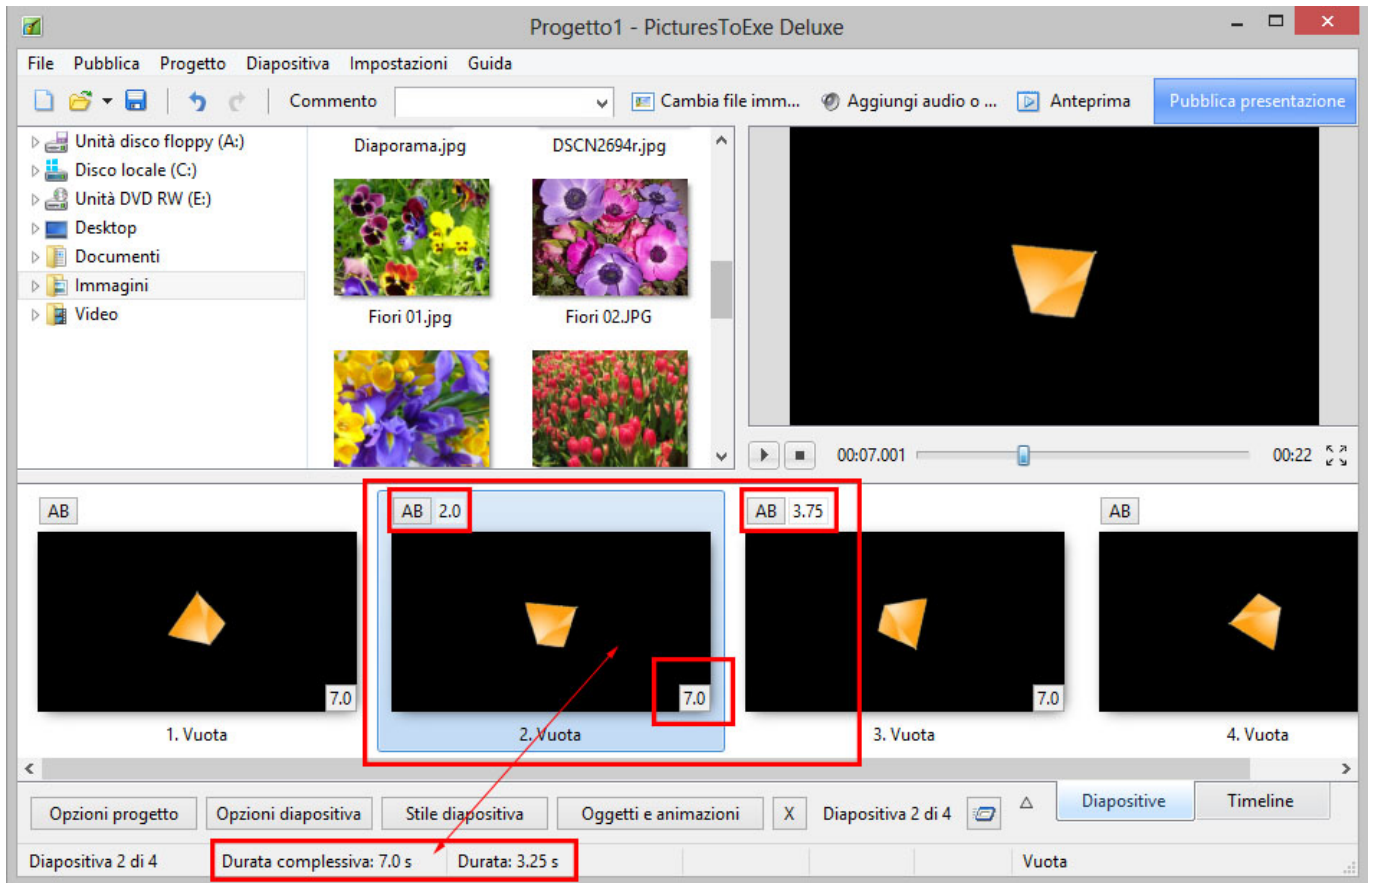 Progetto1 - PicturesToExe Deluxe
File Pubblica Progetto Diapositiva Impostazioni Guida
Commento Cambia file imm... Aggiungi audio o ... Anteprima Pubblica presentazione
Unità disco floppy (A:)
Disco locale (C:)
Unità DVD RW (E:)
Desktop
Documenti
Immagini
Video
Diaporama.jpg DSCN2694r.jpg
Fiori 01.jpg Fiori 02.JPG
00:07.001 00:22
AB AB 2.0 AB 3.75 AB
7.0 7.0 7.0
1. Vuota 2. Vuota 3. Vuota 4. Vuota
Opzioni progetto Opzioni diapositiva Stile diapositiva Oggetti e animazioni X Diapositiva 2 di 4 Diapositive Timeline
Diapositiva 2 di 4 Durata complessiva: 7.0 s Durata: 3.25 s Vuota